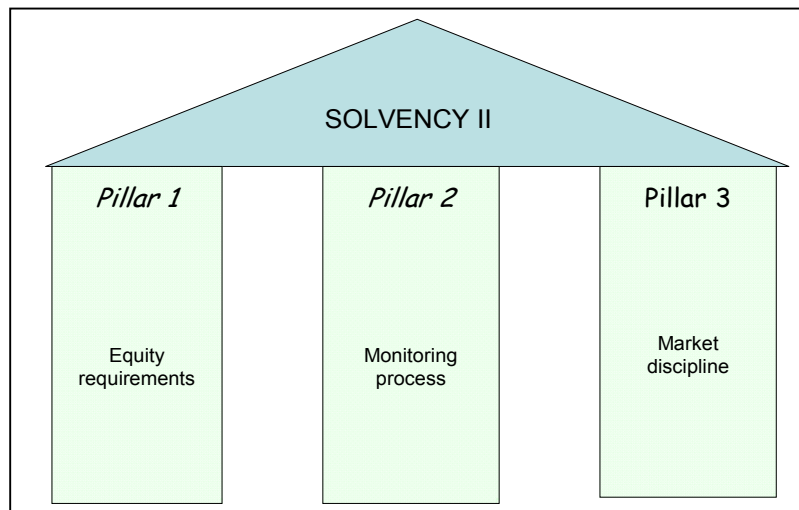 SOLVENCY II
Pillar 1
Equity
requirements
Pillar 2
Monitoring
process
Pillar 3
Market
discipline